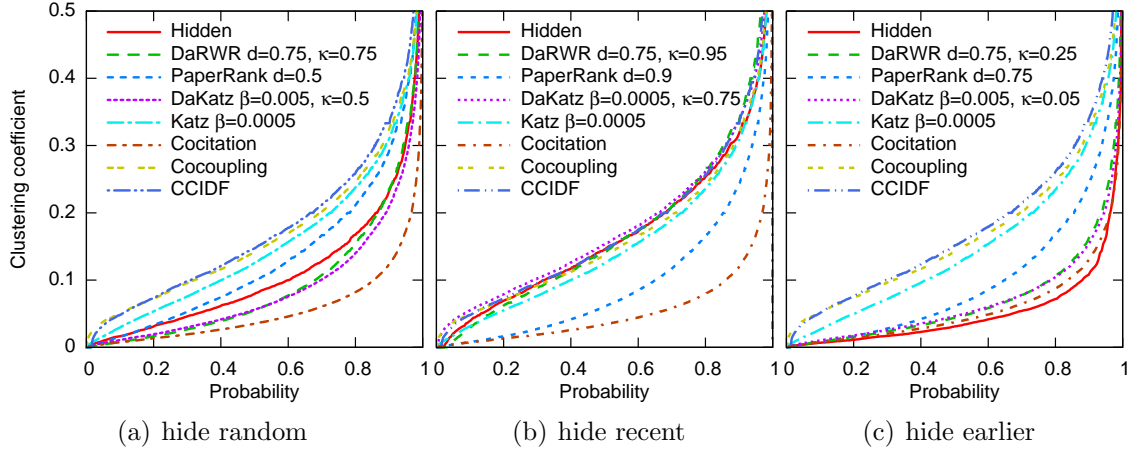 Clustering coefficient
0.5
0.4
0.3
0.2
0.1
0
Hidden
DaRWR d=0.75, κ=0.75
PaperRank d=0.5
DaKatz β=0.005, κ=0.5
Katz β=0.0005
Cocitation
Cocoupling
CCIDF
0 0.2 0.4 0.6 0.8 1
Probability
(a) hide random
Hidden
DaRWR d=0.75, κ=0.95
PaperRank d=0.9
DaKatz β=0.0005, κ=0.75
Katz β=0.0005
Cocitation
Cocoupling
CCIDF
0 0.2 0.4 0.6 0.8 1
Probability
(b) hide recent
Hidden
DaRWR d=0.75, κ=0.25
PaperRank d=0.75
DaKatz β=0.005, κ=0.05
Katz β=0.0005
Cocitation
Cocoupling
CCIDF
0 0.2 0.4 0.6 0.8 1
Probability
(c) hide earlier